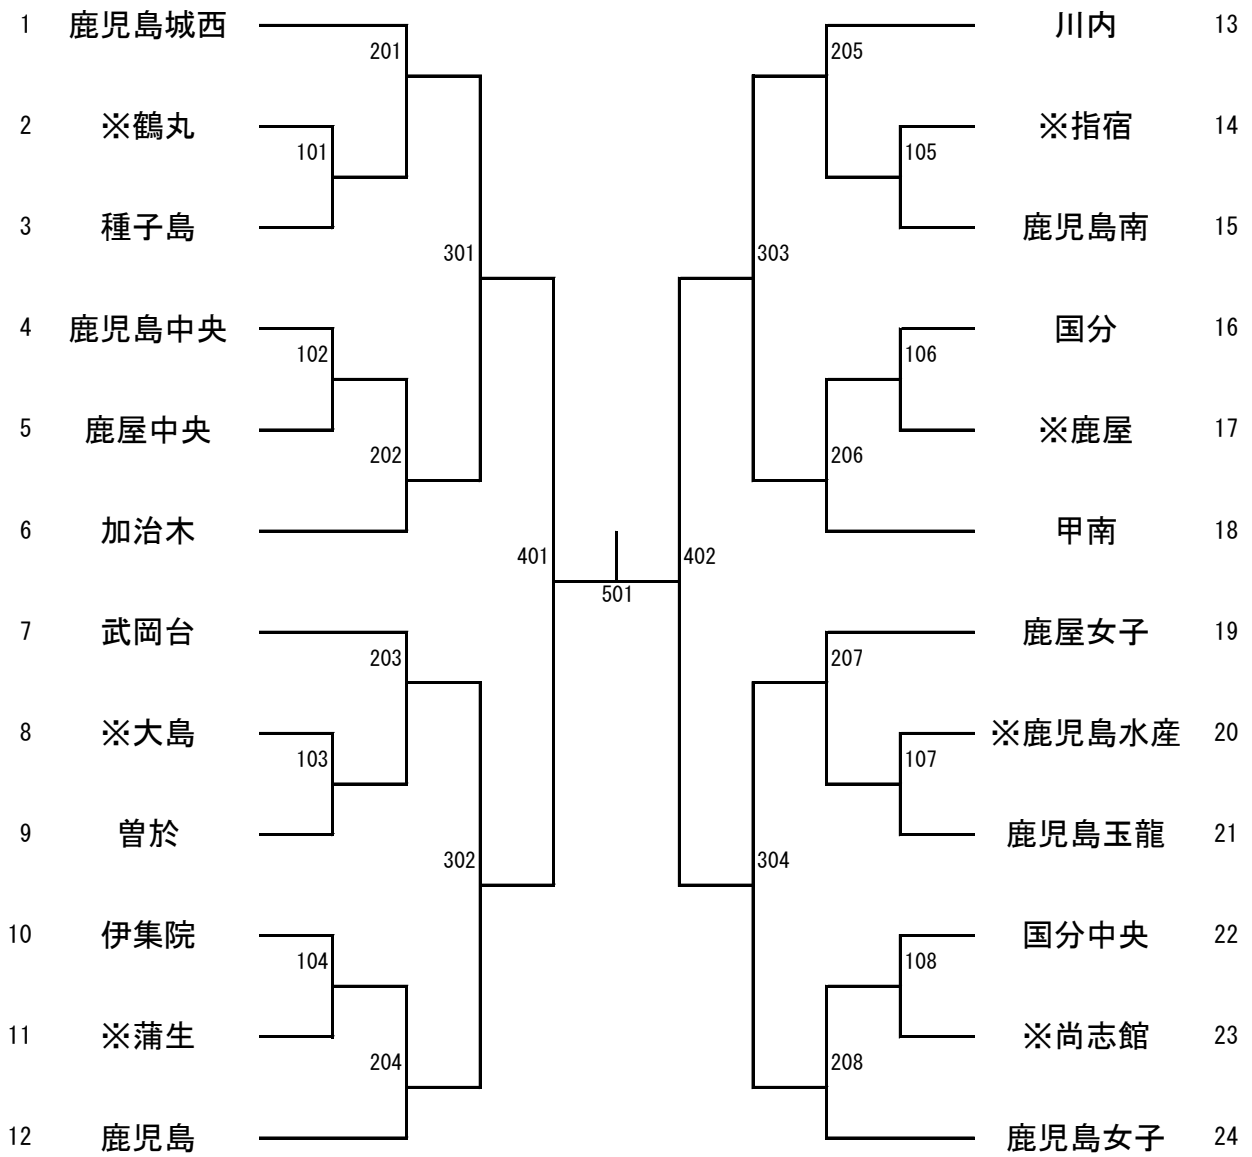 1 鹿児島城西
201
2 ※鶴丸
101
3 種子島
301
4 鹿児島中央
102
5 鹿屋中央
202
6 加治木
401
7 武岡台
203
8 ※大島
103
9 曽於
302
10 伊集院
104
11 ※蒲生
204
12 鹿児島
501
川内 13
205
※指宿 14
105
鹿児島南 15
303
国分 16
106
※鹿屋 17
206
甲南 18
402
鹿屋女子 19
207
※鹿児島水産 20
107
鹿児島玉龍 21
304
国分中央 22
108
※尚志館 23
208
鹿児島女子 24